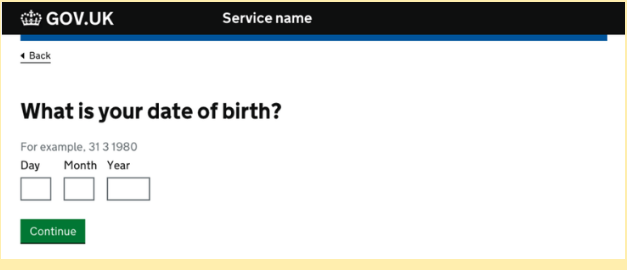 GOV.UK Service name
Back
What is your date of birth?
For example, 31 3 1980
Day Month Year
Continue